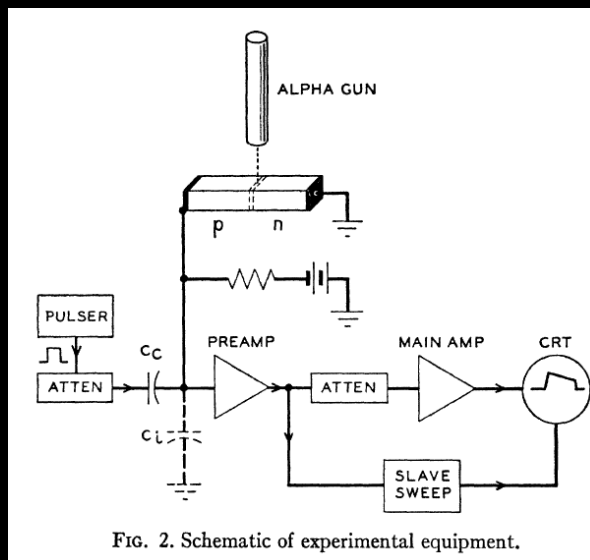 ALPHA GUN
p n
PULSER
ATTEN
Cc
PREAMP
ATTEN
MAIN AMP
CRT
Ci
SLAVE
SWEEP
FIG. 2. Schematic of experimental equipment.